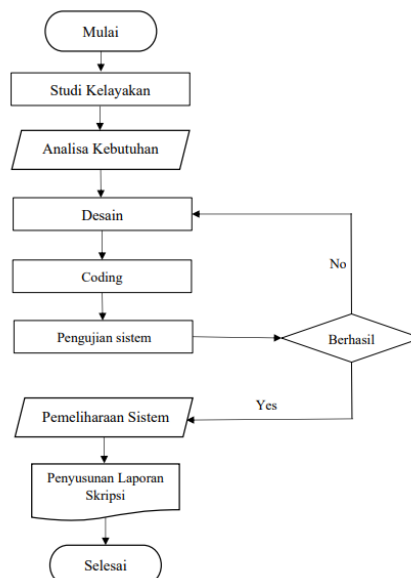 Mulai
Studi Kelayakan
Analisa Kebutuhan
Desain
No
Coding
Pengujian sistem
Berhasil
Yes
Pemeliharaan Sistem
Penyusunan Laporan
Skripsi
Selesai